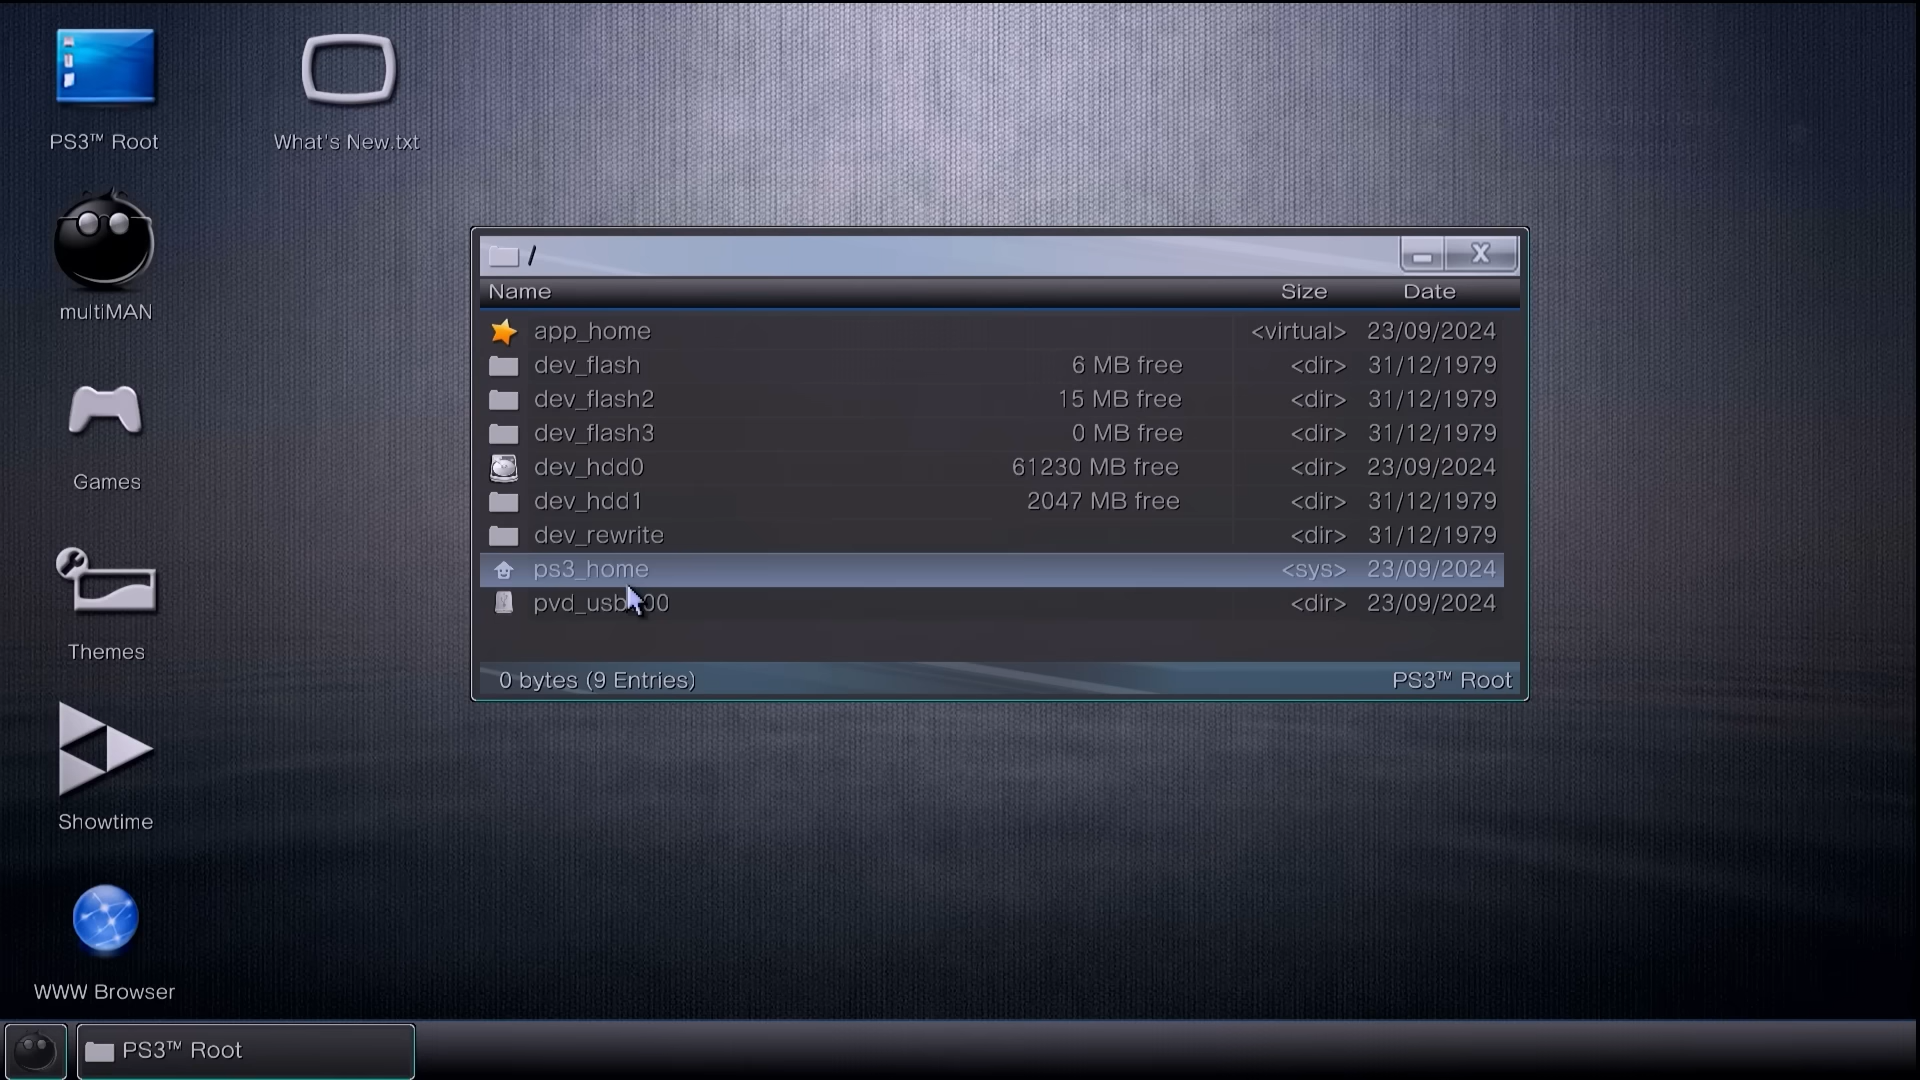 PS3™ Root
What's New.txt
multiMAN
Games
Themes
Showtime
WWW Browser
/
Name Size Date
app_home <virtual> 23/09/2024
dev_flash 6 MB free <dir> 31/12/1979
dev_flash2 15 MB free <dir> 31/12/1979
dev_flash3 0 MB free <dir> 31/12/1979
dev_hdd0 61230 MB free <dir> 23/09/2024
dev_hdd1 2047 MB free <dir> 31/12/1979
dev_rewrite <dir> 31/12/1979
ps3_home <sys> 23/09/2024
<dir> 23/09/2024
0 bytes (9 Entries) PS3™ Root
PS3™ Root